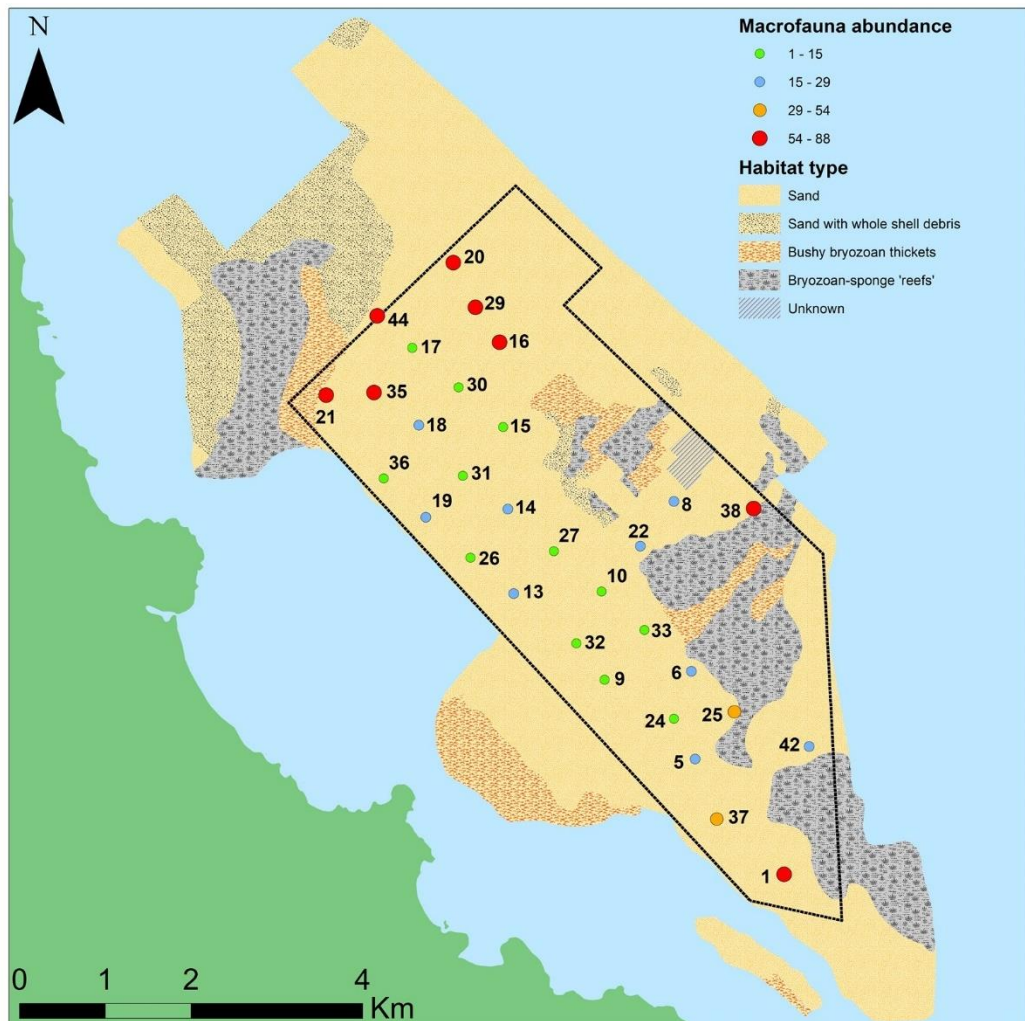 N
Macrofauna abundance
1 - 15
15 - 29
29 - 54
54 - 88
Habitat type
Sand
Sand with whole shell debris
Bushy bryozoan thickets
Bryozoan-sponge 'reefs'
Unknown
20
29
44
16
17
30
35
21
18
15
36
31
19
14
8
38
22
27
26
10
13
33
32
6
9
25
24
42
5
37
1
0 1 2 4
Km